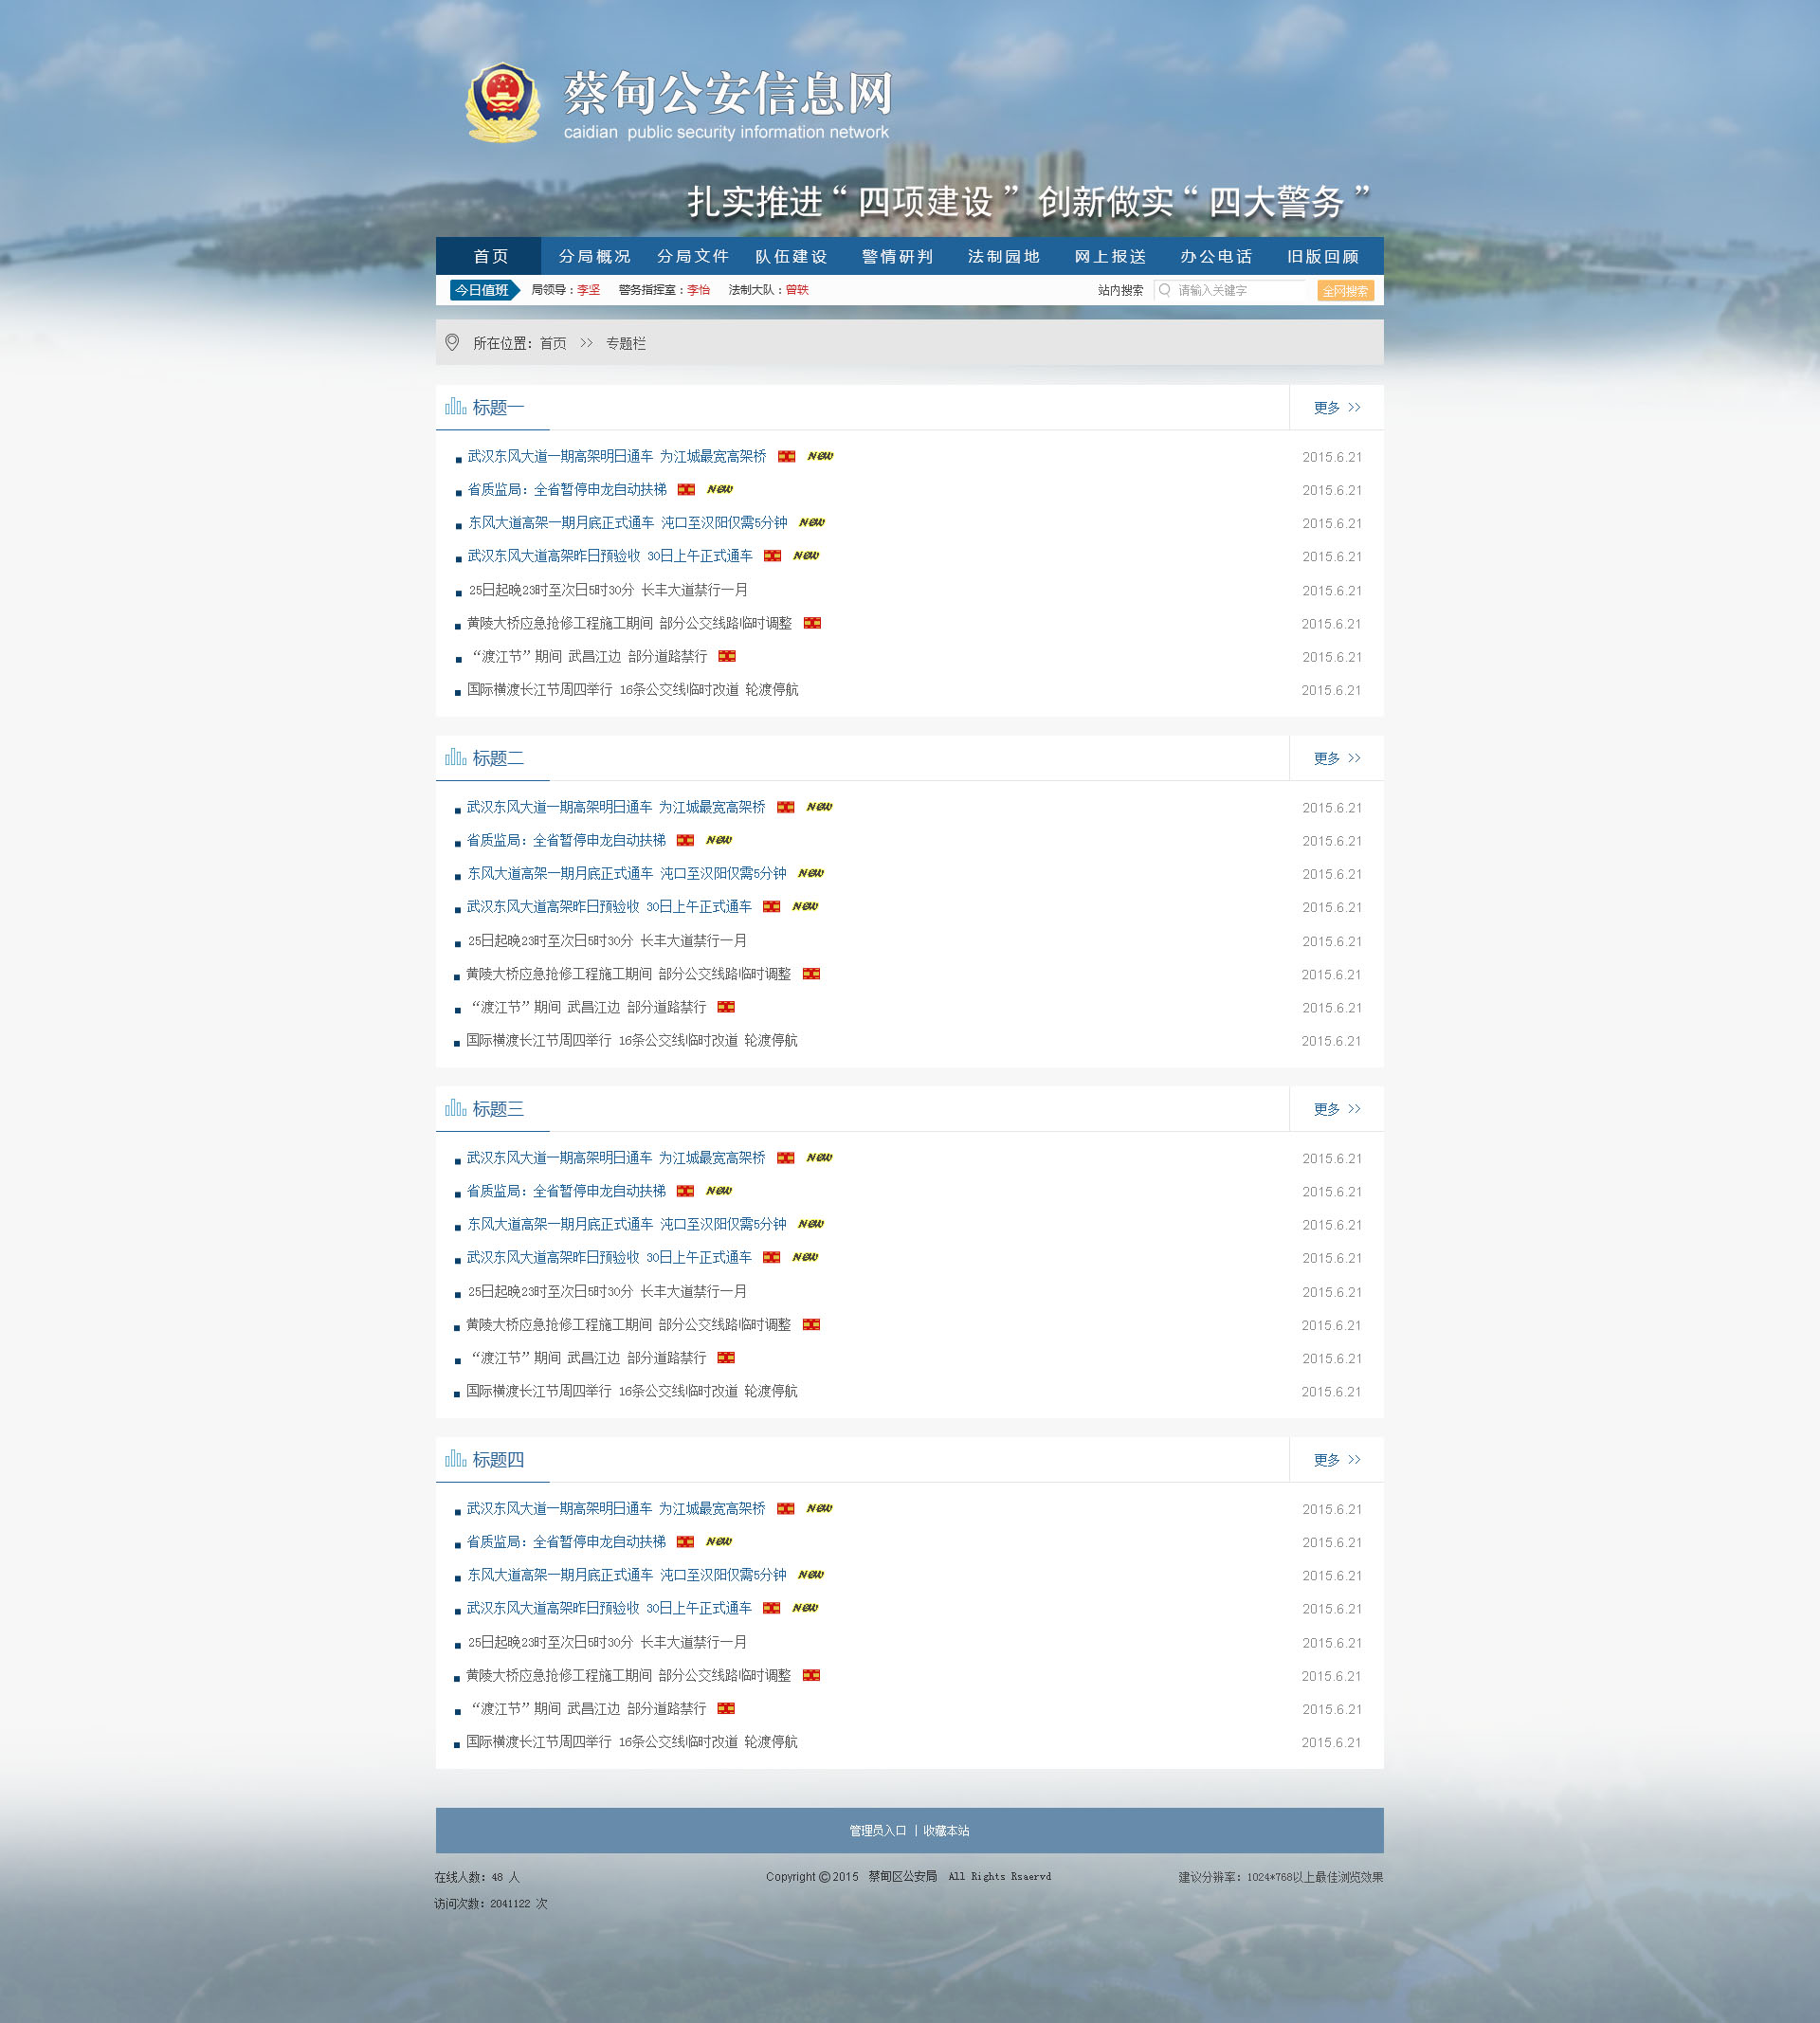 蔡甸公安信息网
caidian public security information network
扎实推进“四项建设”创新做实“四大警务”
首页 分局概况 分局文件 队伍建设 警情研判 法制园地 网上报送 办公电话 旧版回顾
今日值班 局领导：李坚 警务指挥室：李怡 法制大队：曾轶 站内搜索 请输入关键字 全网搜索
所在位置：首页 >> 专题栏
标题一 更多 >>
武汉东风大道一期高架明日通车 为江城最宽高架桥 New 2015.6.21
省质监局：全省暂停申龙自动扶梯 New 2015.6.21
东风大道高架一期月底正式通车 沌口至汉阳仅需5分钟 New 2015.6.21
武汉东风大道高架昨日预验收 30日上午正式通车 New 2015.6.21
25日起晚23时至次日5时30分 长丰大道禁行一月 2015.6.21
黄陵大桥应急抢修工程施工期间 部分公交线路临时调整 2015.6.21
“渡江节”期间 武昌江边 部分道路禁行 2015.6.21
国际横渡长江节周四举行 16条公交线临时改道 轮渡停航 2015.6.21
标题二 更多 >>
武汉东风大道一期高架明日通车 为江城最宽高架桥 New 2015.6.21
省质监局：全省暂停申龙自动扶梯 New 2015.6.21
东风大道高架一期月底正式通车 沌口至汉阳仅需5分钟 New 2015.6.21
武汉东风大道高架昨日预验收 30日上午正式通车 New 2015.6.21
25日起晚23时至次日5时30分 长丰大道禁行一月 2015.6.21
黄陵大桥应急抢修工程施工期间 部分公交线路临时调整 2015.6.21
“渡江节”期间 武昌江边 部分道路禁行 2015.6.21
国际横渡长江节周四举行 16条公交线临时改道 轮渡停航 2015.6.21
标题三 更多 >>
武汉东风大道一期高架明日通车 为江城最宽高架桥 New 2015.6.21
省质监局：全省暂停申龙自动扶梯 New 2015.6.21
东风大道高架一期月底正式通车 沌口至汉阳仅需5分钟 New 2015.6.21
武汉东风大道高架昨日预验收 30日上午正式通车 New 2015.6.21
25日起晚23时至次日5时30分 长丰大道禁行一月 2015.6.21
黄陵大桥应急抢修工程施工期间 部分公交线路临时调整 2015.6.21
“渡江节”期间 武昌江边 部分道路禁行 2015.6.21
国际横渡长江节周四举行 16条公交线临时改道 轮渡停航 2015.6.21
标题四 更多 >>
武汉东风大道一期高架明日通车 为江城最宽高架桥 New 2015.6.21
省质监局：全省暂停申龙自动扶梯 New 2015.6.21
东风大道高架一期月底正式通车 沌口至汉阳仅需5分钟 New 2015.6.21
武汉东风大道高架昨日预验收 30日上午正式通车 New 2015.6.21
25日起晚23时至次日5时30分 长丰大道禁行一月 2015.6.21
黄陵大桥应急抢修工程施工期间 部分公交线路临时调整 2015.6.21
“渡江节”期间 武昌江边 部分道路禁行 2015.6.21
国际横渡长江节周四举行 16条公交线临时改道 轮渡停航 2015.6.21
管理员入口 | 收藏本站
在线人数：48 人 Copyright ©2015 蔡甸区公安局 All Rights Rsaervd 建议分辨率：1024*768以上最佳浏览效果
访问次数：2041122 次